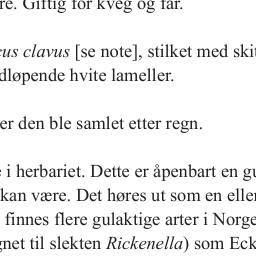 re. Giftig for kveg og får.
cus clavus [se note], stilket med ski
dløpende hvite lameller.
er den ble samlet etter regn.
i herbariet. Dette er åpenbart en gu
kan være. Det høres ut som en eller
finnes flere gulaktige arter i Norge
gnet til slekten Rickenella) som Eck